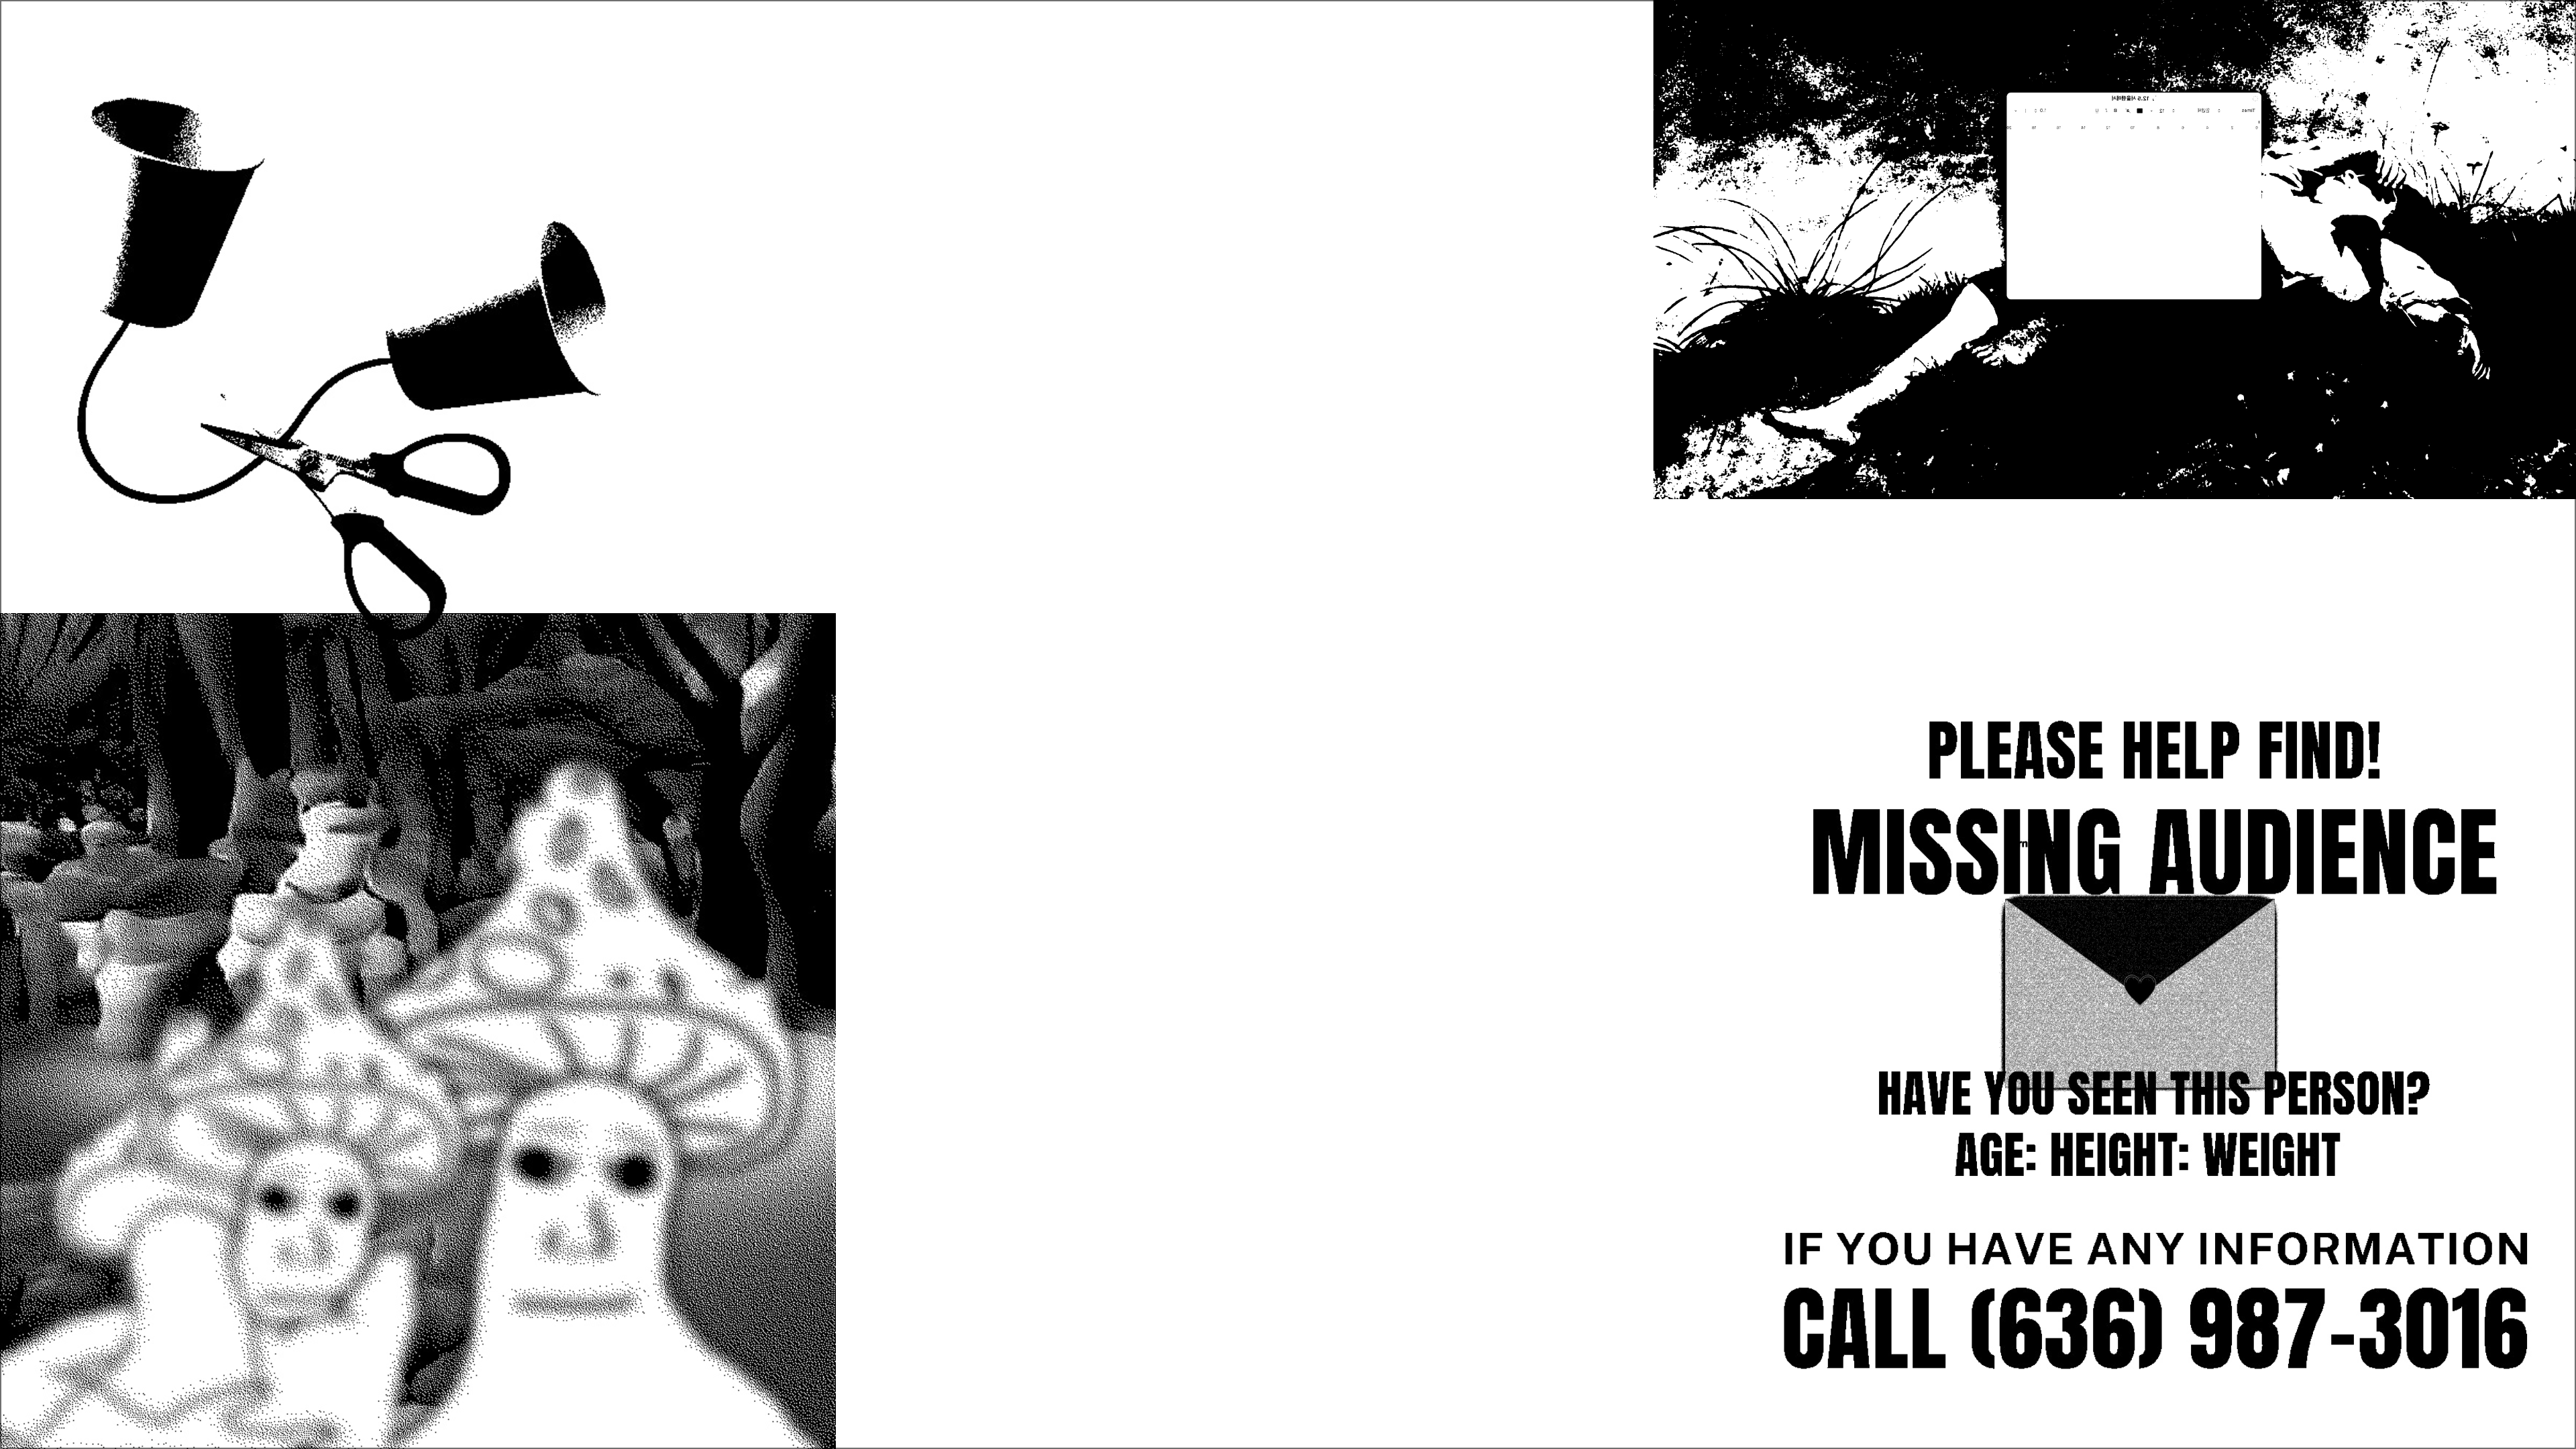 PLEASE HELP FIND!
MISSING AUDIENCE
HAVE YOU SEEN THIS PERSON?
AGE: HEIGHT: WEIGHT
IF YOU HAVE ANY INFORMATION
CALL (636) 987-3016